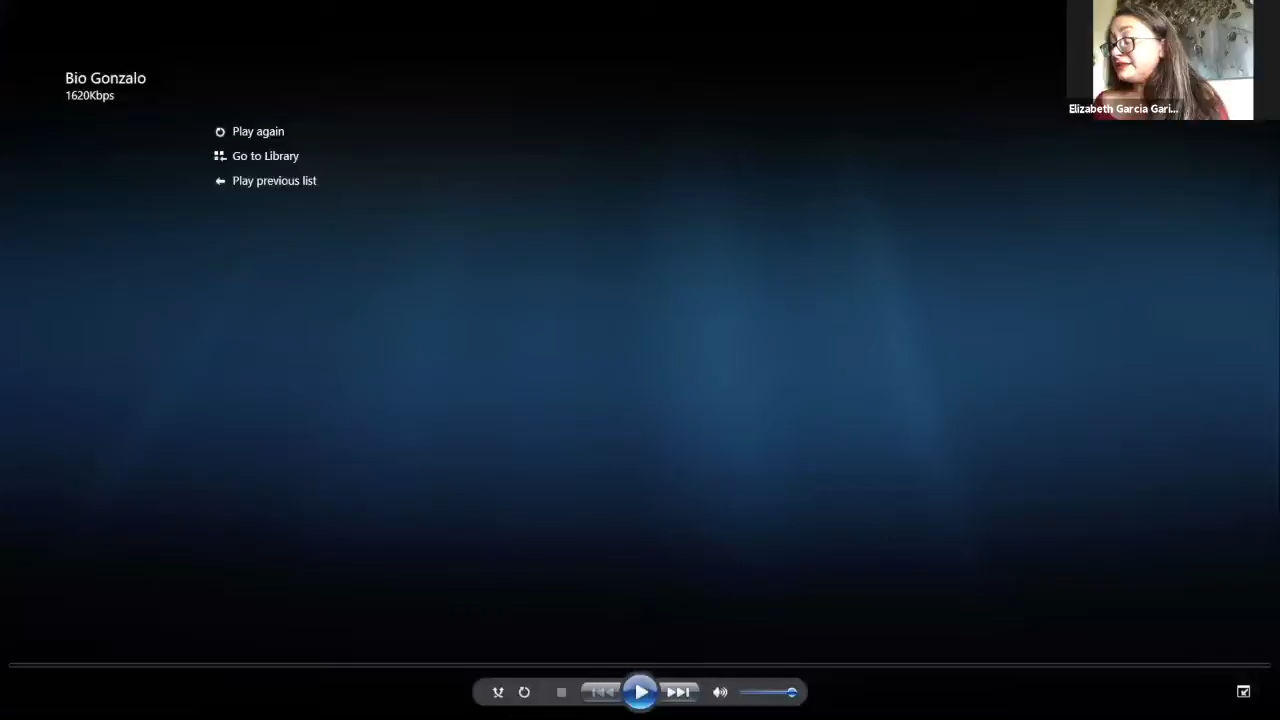 Bio Gonzalo
1620Kbps
Play again
Go to Library
Play previous list
Elizabeth Garcia Gari...